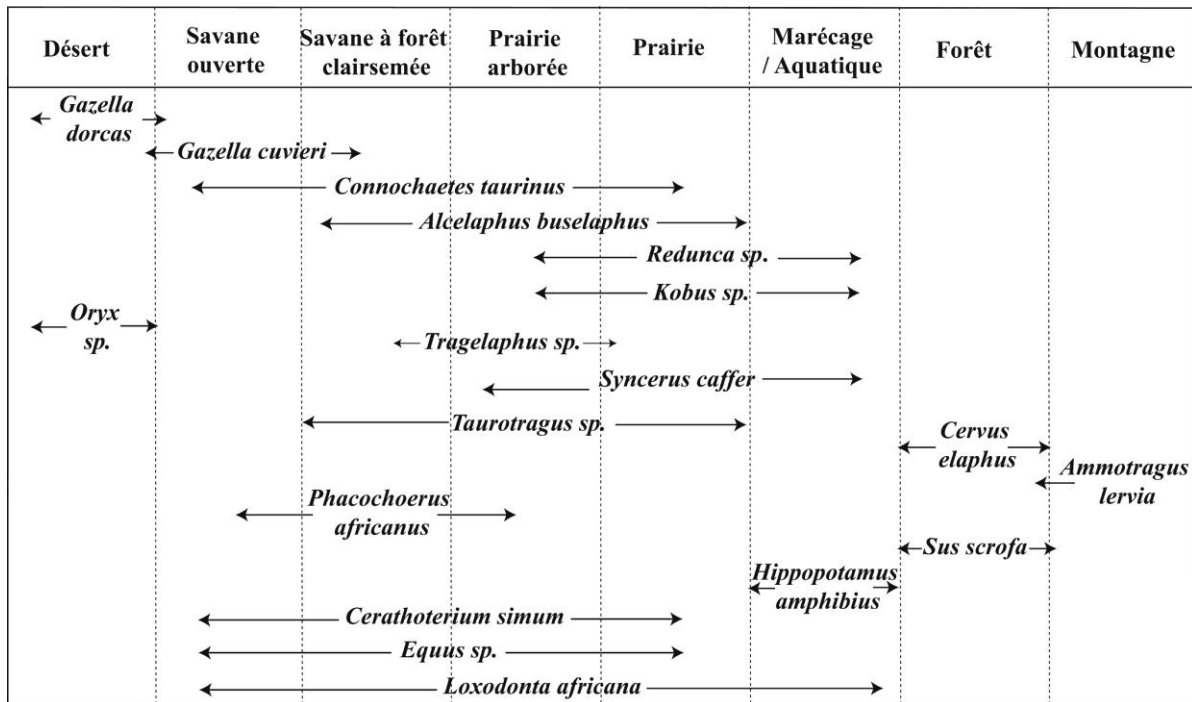 Désert
Savane
ouverte
Savane à forêt
clairsemée
Prairie
arborée
Prairie
Marécage
/ Aquatique
Forêt
Montagne
Gazella
dorcas
Gazella cuvieri
Connochaetes taurinus
Alcelaphus buselaphus
Redunca sp.
Kobus sp.
Oryx
sp.
Tragelaphus sp.
Syncerus caffer
Taurotragus sp.
Cervus
elaphus
Ammotragus
lervia
Phacochoerus
africanus
Sus scrofa
Hippopotamus
amphibius
Cerathoterium simum
Equus sp.
Loxodonta africana